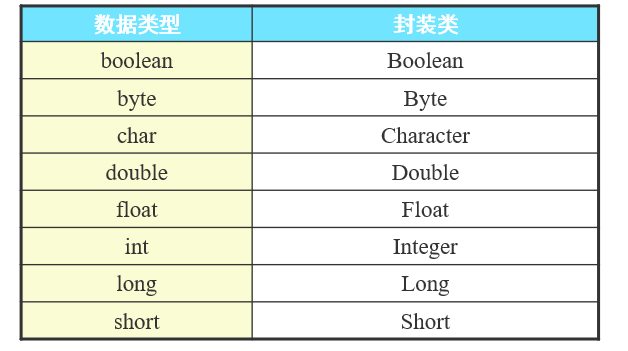 数据类型 封装类
boolean Boolean
byte Byte
char Character
double Double
float Float
int Integer
long Long
short Short